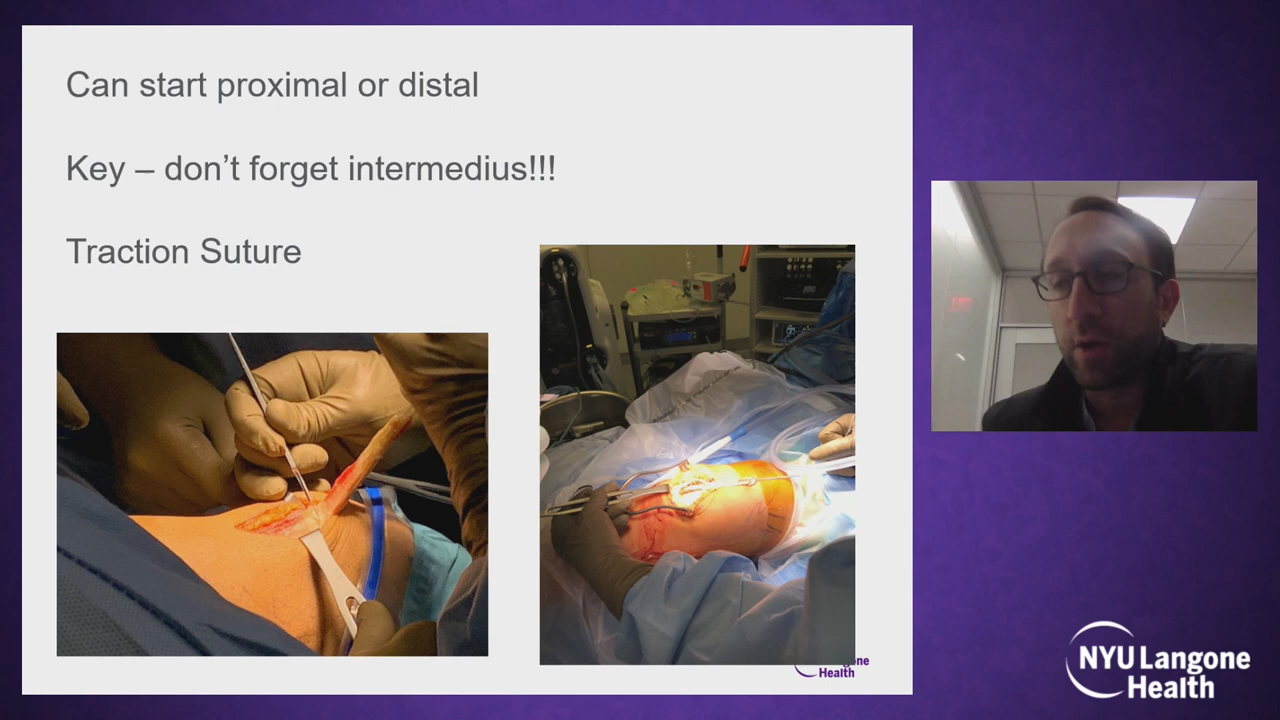 Can start proximal or distal
Key – don't forget intermedius!!!
Traction Suture
Health
NYU Langone
Health